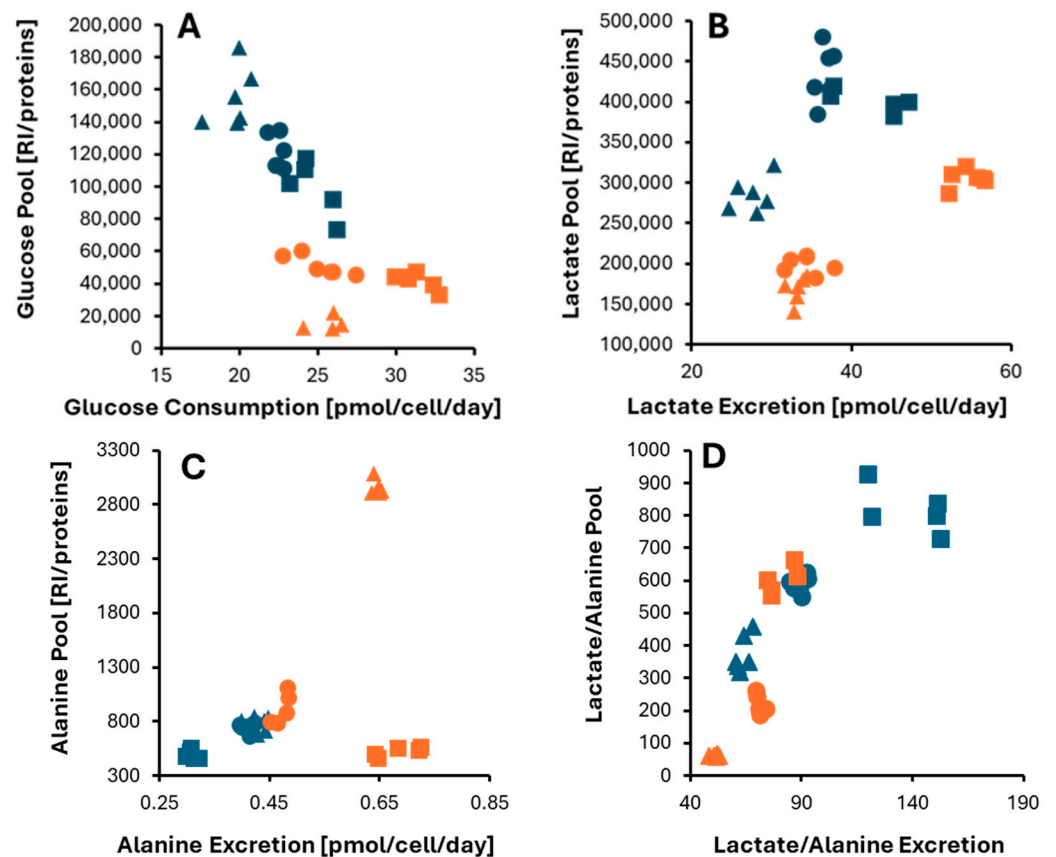 A
Glucose Pool [RI/proteins]
200,000
180,000
160,000
140,000
120,000
100,000
80,000
60,000
40,000
20,000
0
15 20 25 30 35
Glucose Consumption [pmol/cell/day]
B
Lactate Pool [RI/proteins]
500,000
450,000
400,000
350,000
300,000
250,000
200,000
150,000
100,000
20 40 60
Lactate Excretion [pmol/cell/day]
C
Alanine Pool [RI/proteins]
3300
2800
2300
1800
1300
800
300
0.25 0.45 0.65 0.85
Alanine Excretion [pmol/cell/day]
D
Lactate/Alanine Pool
1000
900
800
700
600
500
400
300
200
100
0
40 90 140 190
Lactate/Alanine Excretion